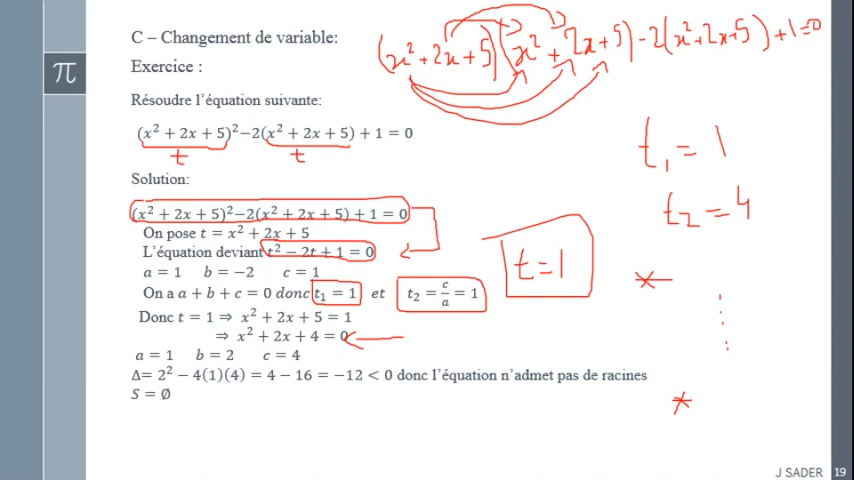 C – Changement de variable:
(x² + 2x + 5)(x² + 2x + 5) - 2(x² + 2x + 5) + 1 = 0
π
Exercice :
Résoudre l'équation suivante:
(x² + 2x + 5)²−2(x² + 2x + 5) + 1 = 0
t t
t₁ = 1
Solution:
t₂ = 4
(x² + 2x + 5)²−2(x² + 2x + 5) + 1 = 0
On pose t = x² + 2x + 5
L'équation deviant t² − 2t + 1 = 0
t = 1
a = 1 b = −2 c = 1
On a a + b + c = 0 donc t₁ = 1 et t₂ = c/a = 1
Donc t = 1 ⇒ x² + 2x + 5 = 1
⇒ x² + 2x + 4 = 0
a = 1 b = 2 c = 4
Δ= 2² − 4(1)(4) = 4 − 16 = −12 < 0 donc l'équation n'admet pas de racines
S = ∅
J SADER 19